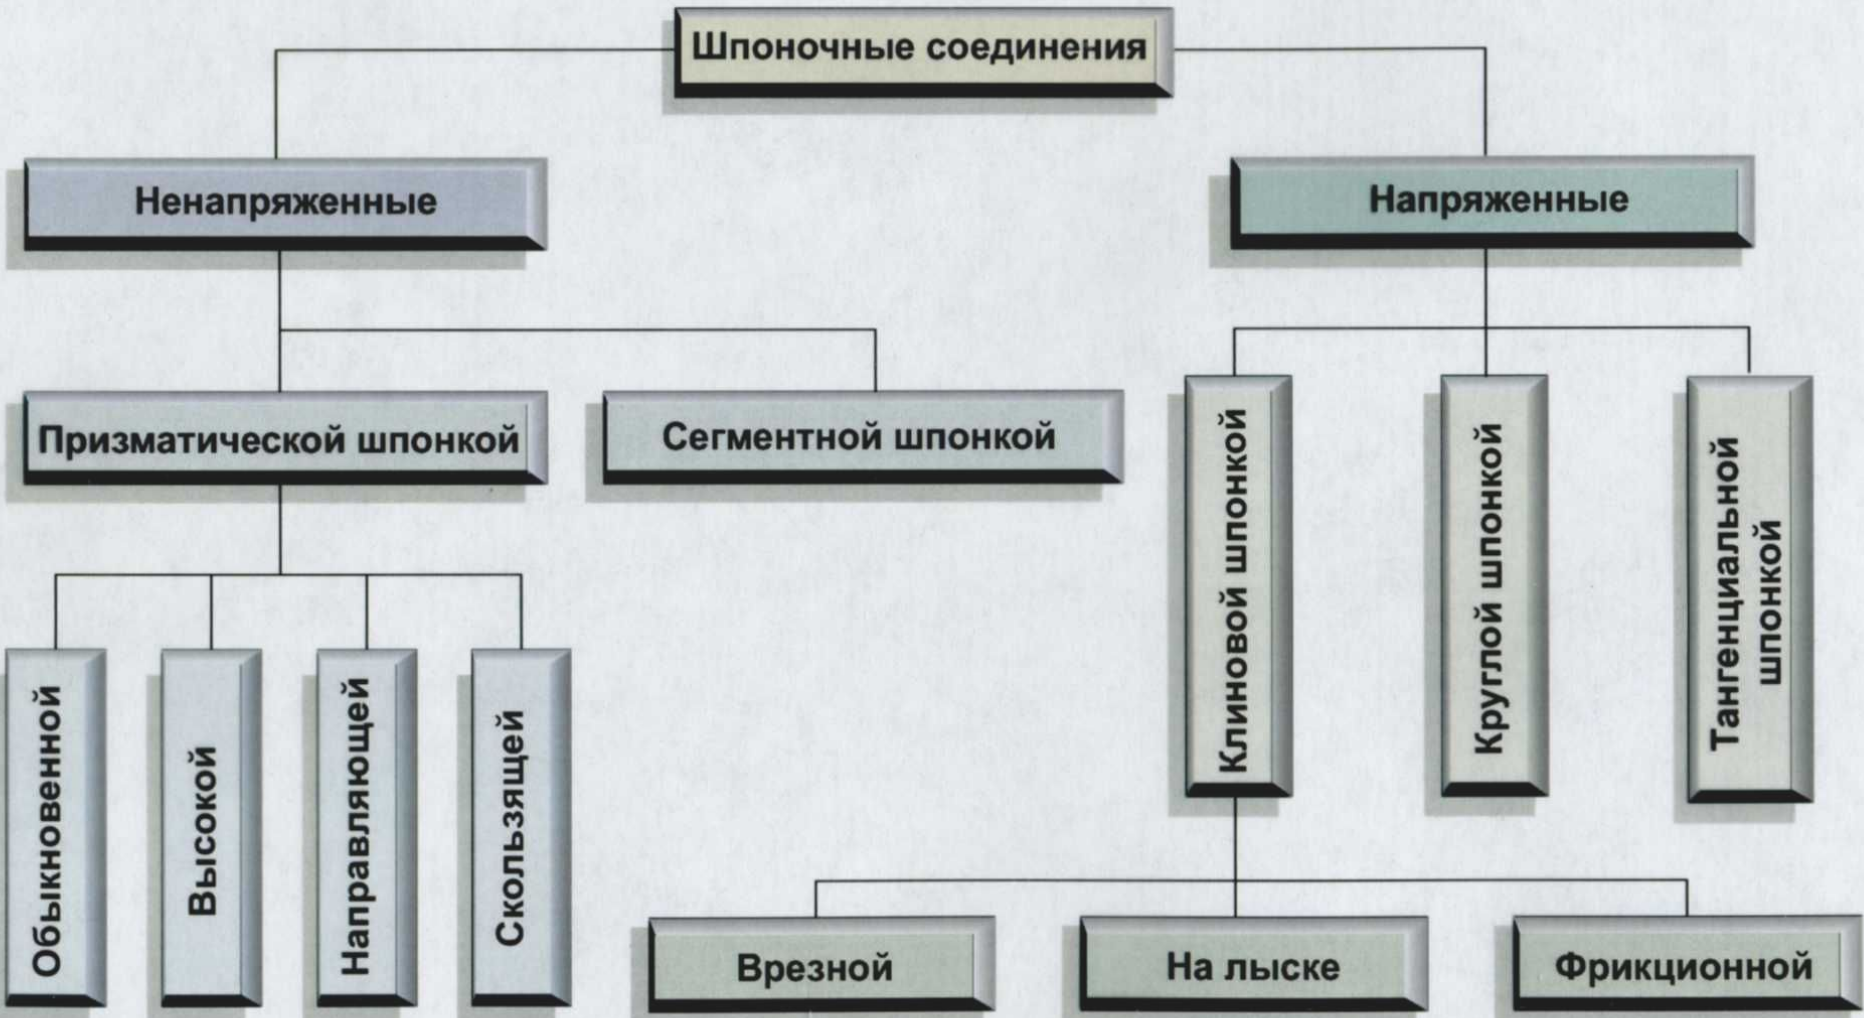 Шпоночные соединения
Ненапряженные
Напряженные
Призматической шпонкой
Сегментной шпонкой
Клиновой шпонкой
Круглой шпонкой
Тангенциальной
шпонкой
Обыкновенной
Высокой
Направляющей
Скользящей
Врезной
На лыске
Фрикционной